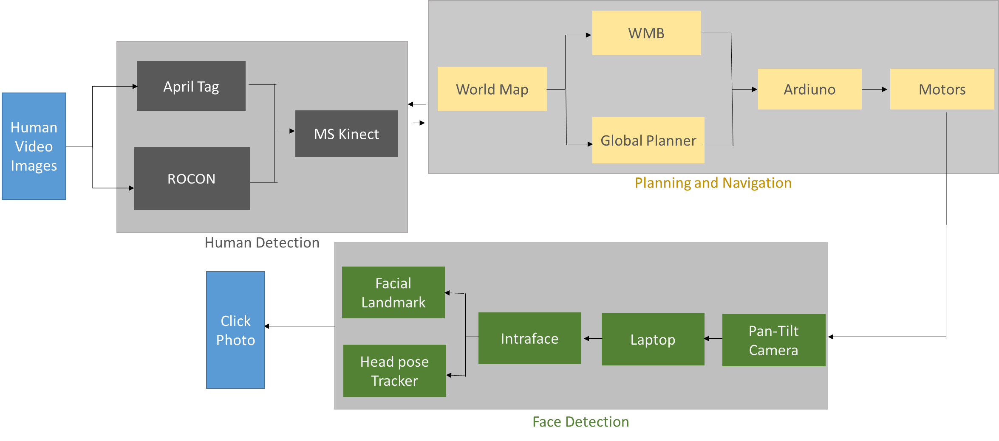 Human
Video
Images
April Tag
ROCON
MS Kinect
Human Detection
World Map
WMB
Global Planner
Ardiuno
Motors
Planning and Navigation
Pan-Tilt
Camera
Laptop
Intraface
Facial
Landmark
Head pose
Tracker
Face Detection
Click
Photo